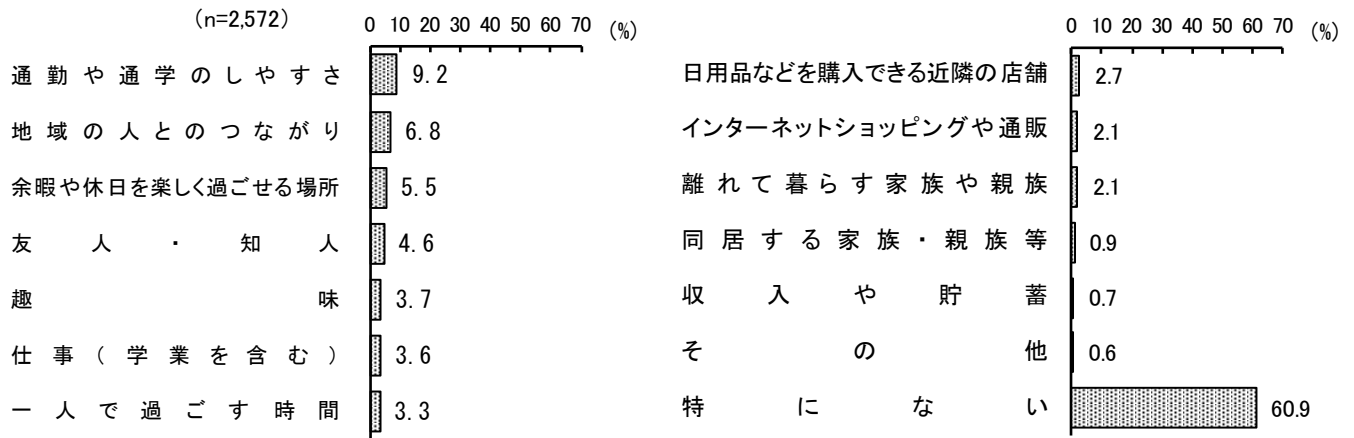 (n=2,572)
0 10 20 30 40 50 60 70 (%)
通勤や通学のしやすさ 9.2
地域の人とのつながり 6.8
余暇や休日を楽しく過ごせる場所 5.5
友人・知人 4.6
趣味 3.7
仕事(学業を含む) 3.6
一人で過ごす時間 3.3
0 10 20 30 40 50 60 70 (%)
日用品などを購入できる近隣の店舗 2.7
インターネットショッピングや通販 2.1
離れて暮らす家族や親族 2.1
同居する家族・親族等 0.9
収入や貯蓄 0.7
その他 0.6
特にない 60.9